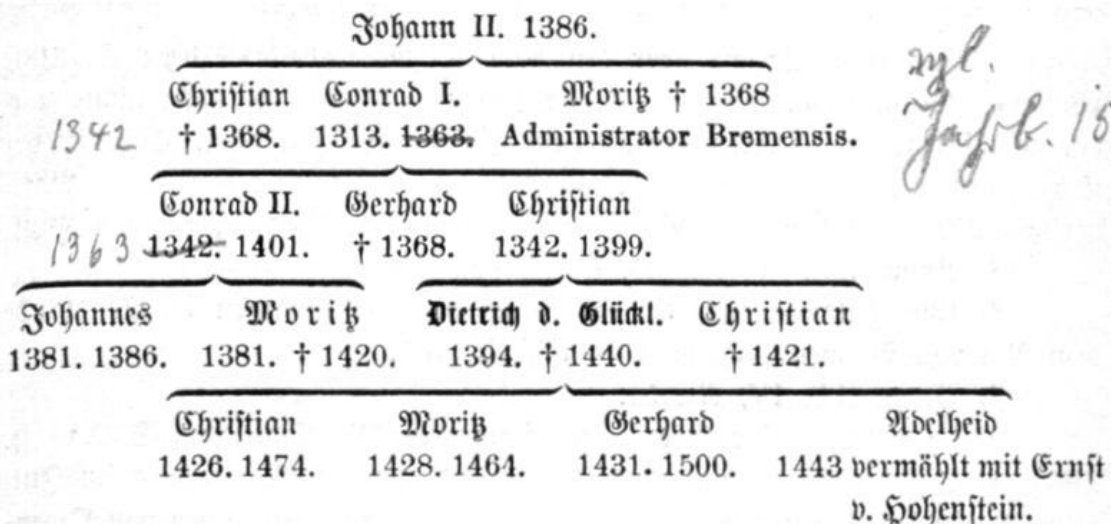 Johann II. 1386.
vgl.
Jahrb. 15
Christian Conrad I. Moritz † 1368
1342 † 1368. 1313. 1363. Administrator Bremensis.
Conrad II. Gerhard Christian
1363 1342. 1401. † 1368. 1342. 1399.
Johannes Moritz Dietrich d. Glückl. Christian
1381. 1386. 1381. † 1420. 1394. † 1440. † 1421.
Christian Moritz Gerhard Adelheid
1426. 1474. 1428. 1464. 1431. 1500. 1443 vermählt mit Ernst
v. Hohenstein.